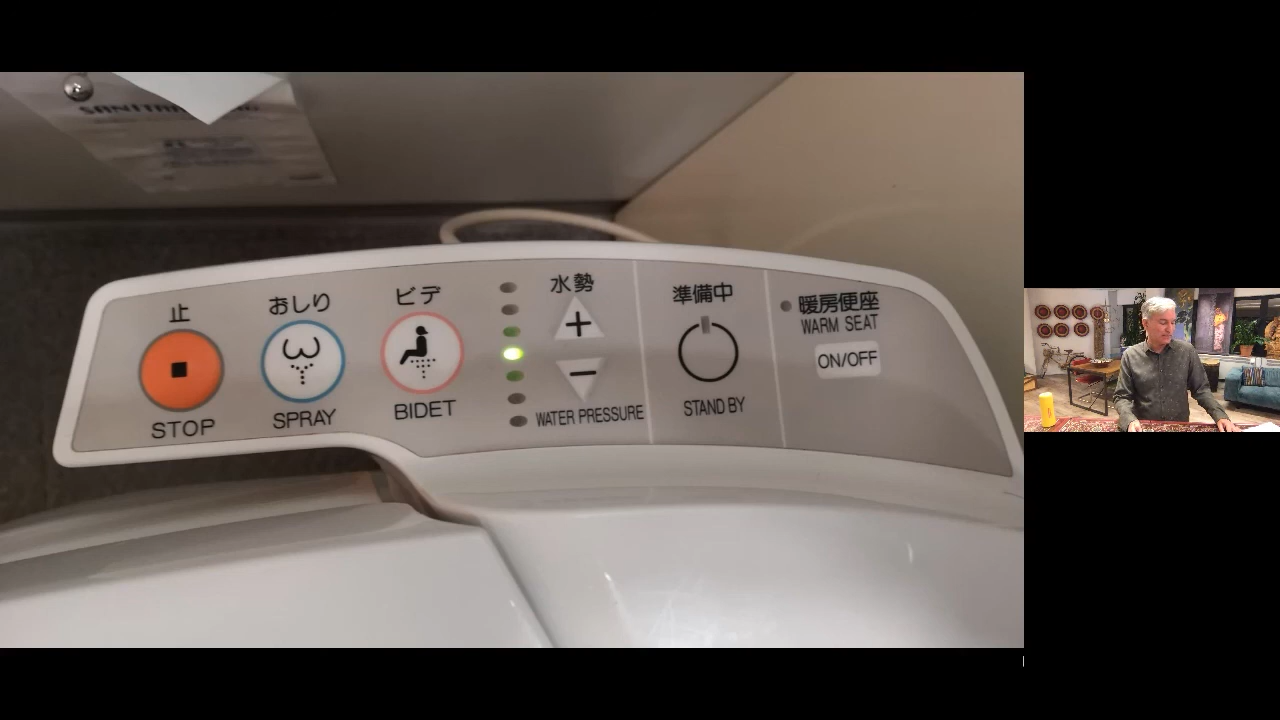 止
STOP
おしり
SPRAY
ビデ
BIDET
水勢
+
−
WATER PRESSURE
準備中
STAND BY
暖房便座
WARM SEAT
ON/OFF